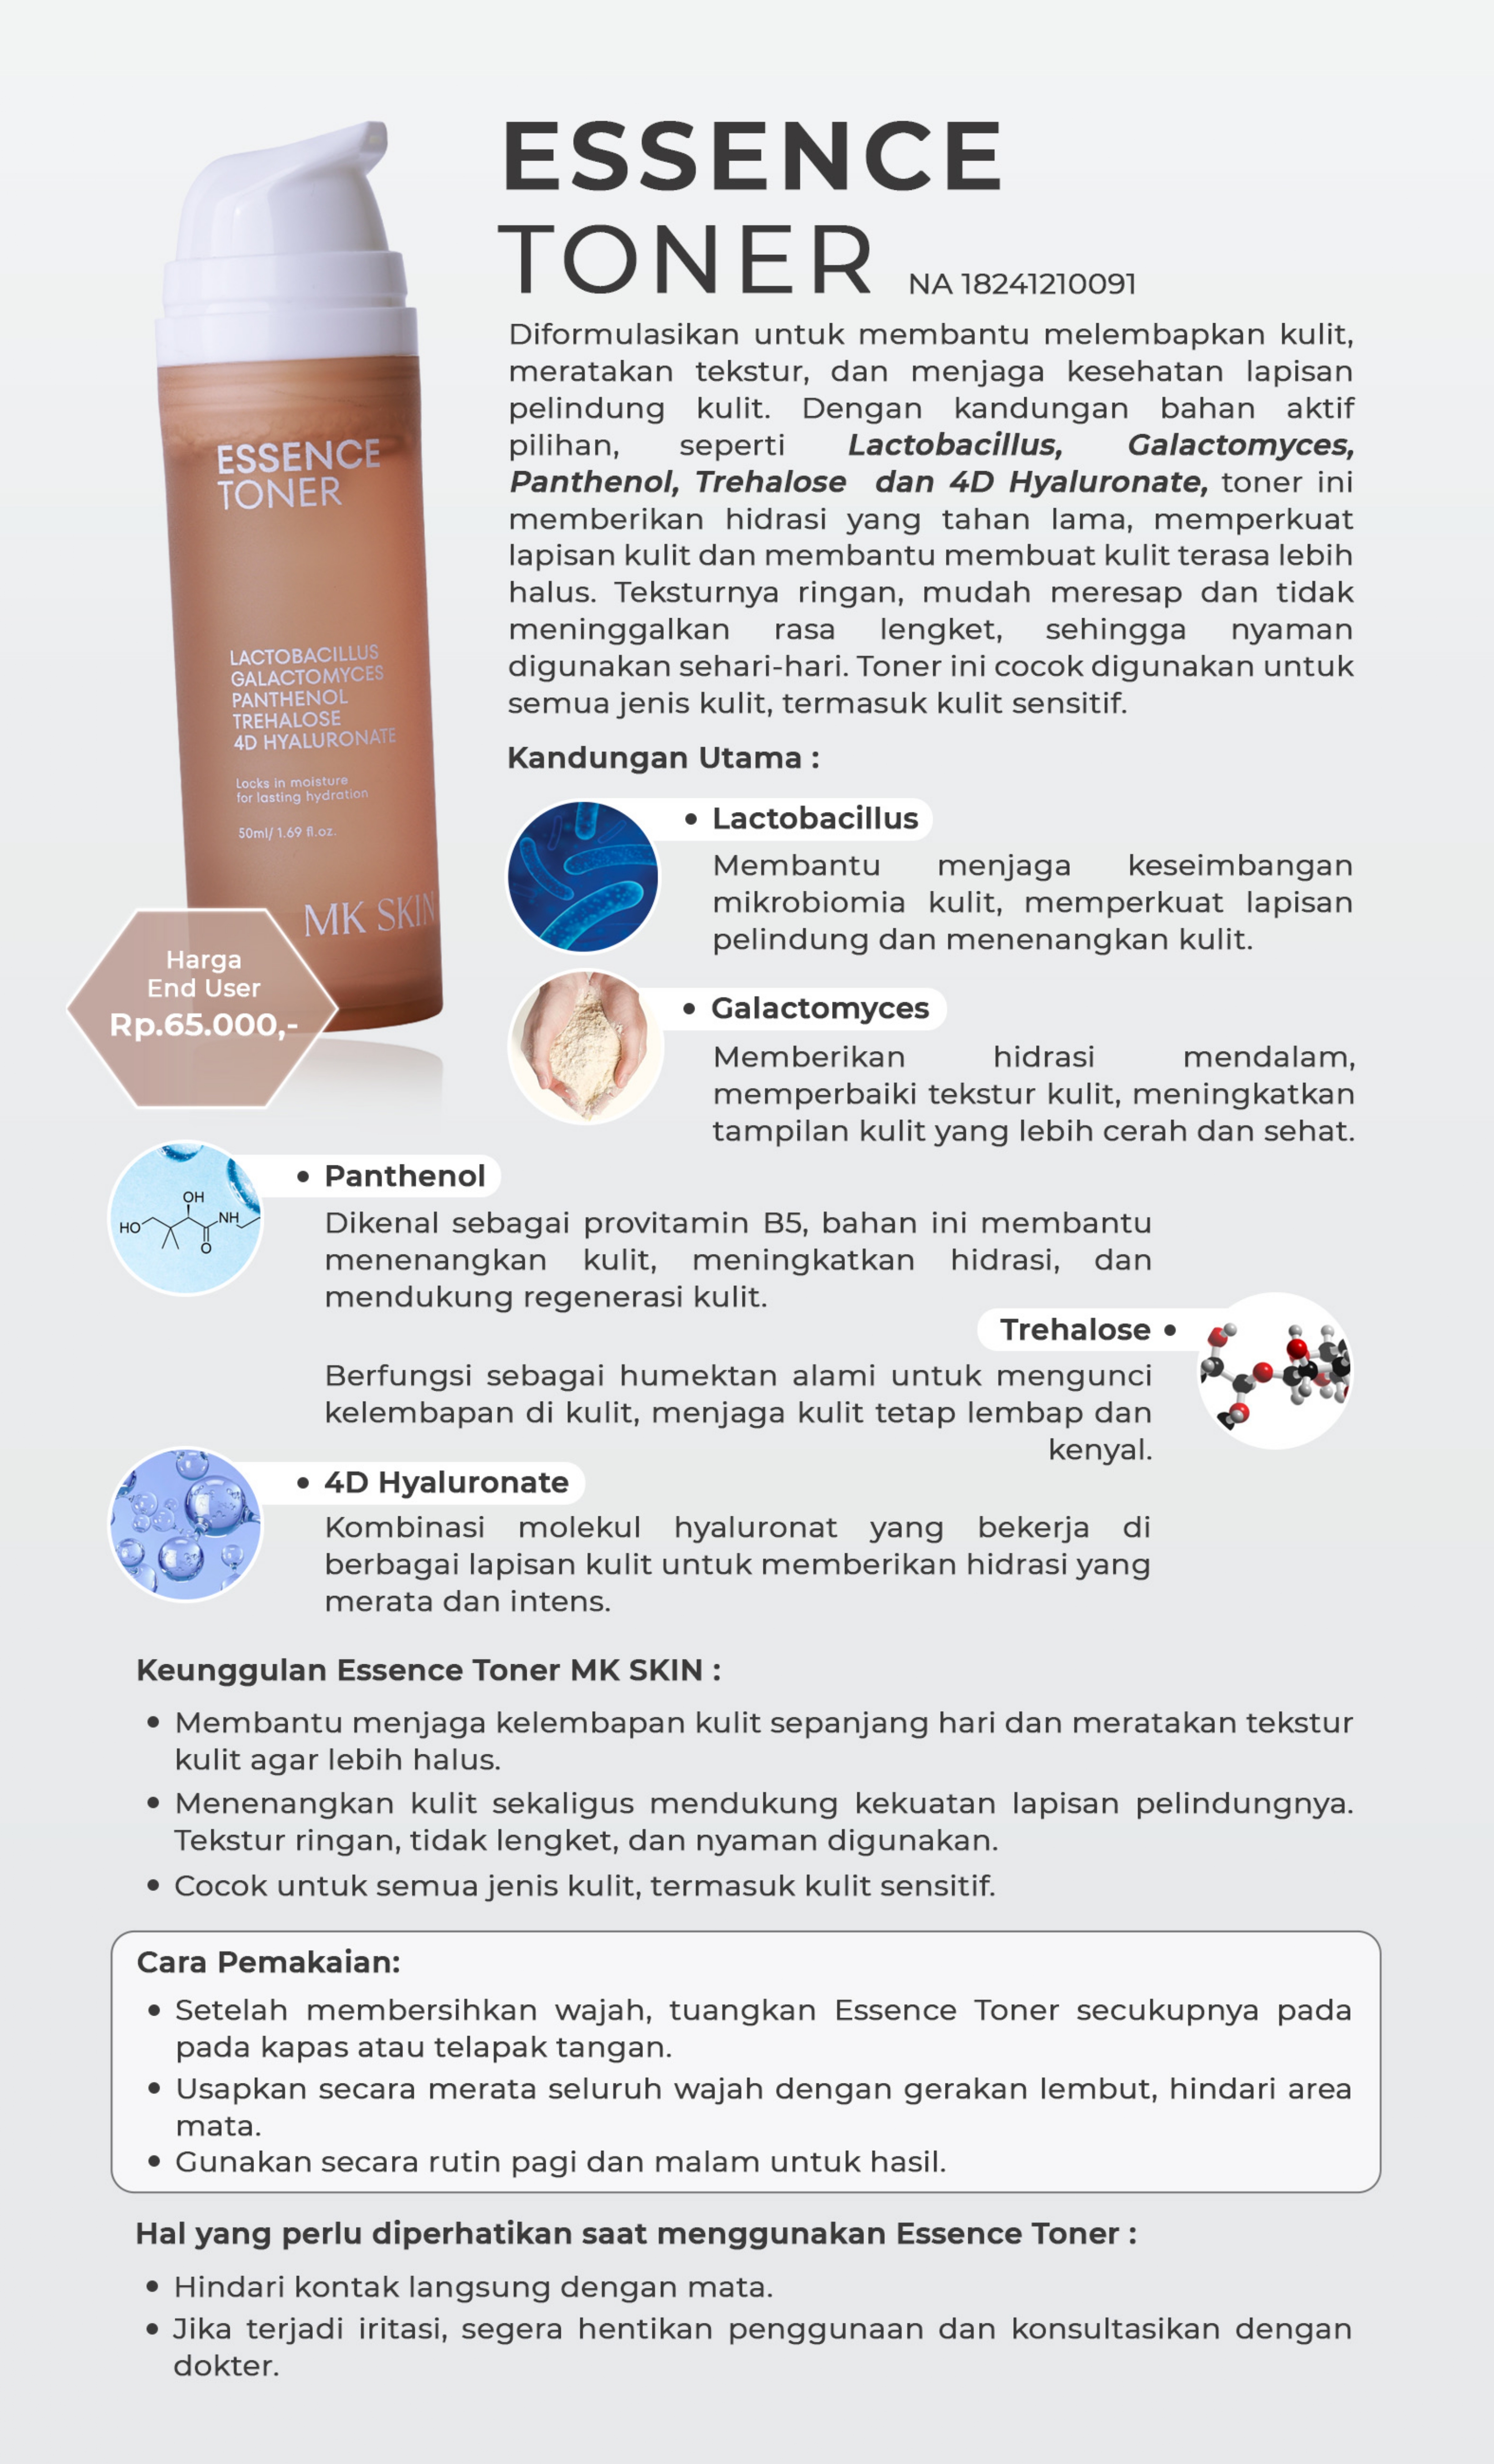 ESSENCE
TONER NA 18241210091
Diformulasikan untuk membantu melembapkan kulit,
meratakan tekstur, dan menjaga kesehatan lapisan
pelindung kulit. Dengan kandungan bahan aktif
pilihan, seperti Lactobacillus, Galactomyces,
Panthenol, Trehalose dan 4D Hyaluronate, toner ini
memberikan hidrasi yang tahan lama, memperkuat
lapisan kulit dan membantu membuat kulit terasa lebih
halus. Teksturnya ringan, mudah meresap dan tidak
meninggalkan rasa lengket, sehingga nyaman
digunakan sehari-hari. Toner ini cocok digunakan untuk
semua jenis kulit, termasuk kulit sensitif.
ESSENCE
TONER
LACTOBACILLUS
GALACTOMYCES
PANTHENOL
TREHALOSE
4D HYALURONATE
Locks in moisture
for lasting hydration
50ml/ 1.69 fl.oz.
MK SKIN
Harga
End User
Rp.65.000,-
Kandungan Utama :
• Lactobacillus
Membantu menjaga keseimbangan
mikrobiomia kulit, memperkuat lapisan
pelindung dan menenangkan kulit.
• Galactomyces
Memberikan hidrasi mendalam,
memperbaiki tekstur kulit, meningkatkan
tampilan kulit yang lebih cerah dan sehat.
OH
HO
NH
O
• Panthenol
Dikenal sebagai provitamin B5, bahan ini membantu
menenangkan kulit, meningkatkan hidrasi, dan
mendukung regenerasi kulit.
Trehalose •
Berfungsi sebagai humektan alami untuk mengunci
kelembapan di kulit, menjaga kulit tetap lembap dan
kenyal.
• 4D Hyaluronate
Kombinasi molekul hyaluronat yang bekerja di
berbagai lapisan kulit untuk memberikan hidrasi yang
merata dan intens.
Keunggulan Essence Toner MK SKIN :
• Membantu menjaga kelembapan kulit sepanjang hari dan meratakan tekstur
kulit agar lebih halus.
• Menenangkan kulit sekaligus mendukung kekuatan lapisan pelindungnya.
Tekstur ringan, tidak lengket, dan nyaman digunakan.
• Cocok untuk semua jenis kulit, termasuk kulit sensitif.
Cara Pemakaian:
• Setelah membersihkan wajah, tuangkan Essence Toner secukupnya pada
pada kapas atau telapak tangan.
• Usapkan secara merata seluruh wajah dengan gerakan lembut, hindari area
mata.
• Gunakan secara rutin pagi dan malam untuk hasil.
Hal yang perlu diperhatikan saat menggunakan Essence Toner :
• Hindari kontak langsung dengan mata.
• Jika terjadi iritasi, segera hentikan penggunaan dan konsultasikan dengan
dokter.